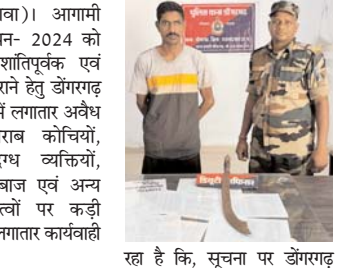 वा)। आगामी
न- 2024 को
शांतिपूर्वक एवं
राने हेतु डोंगरगढ़
में लगातार अवैध
राब कोचियों,
ग्ध व्यक्तियों,
बाज एवं अन्य
त्वों पर कड़ी
लगातार कार्यवाही
रहा है कि, सूचना पर डोंगरगढ़
ड्यूटी